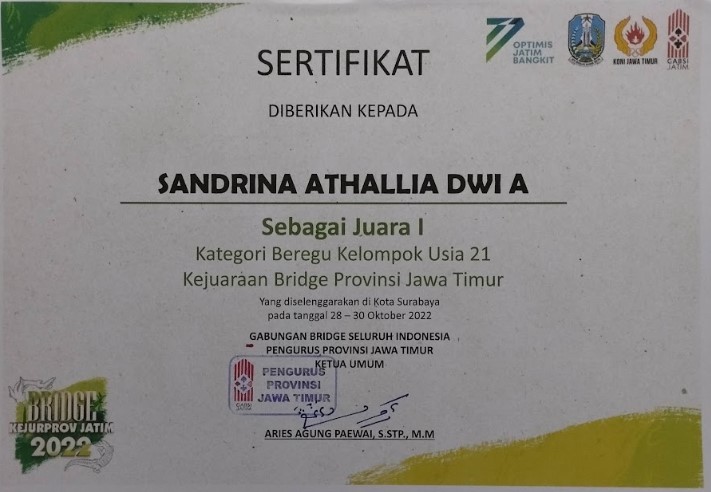 SERTIFIKAT
77 OPTIMIS
JATIM
BANGKIT
KONI JAWA TIMUR
GABSI
JATIM
DIBERIKAN KEPADA
SANDRINA ATHALLIA DWI A
Sebagai Juara I
Kategori Beregu Kelompok Usia 21
Kejuaraan Bridge Provinsi Jawa Timur
Yang diselenggarakan di Kota Surabaya
pada tanggal 28 – 30 Oktober 2022
GABUNGAN BRIDGE SELURUH INDONESIA
PENGURUS PROVINSI JAWA TIMUR
KETUA UMUM
PENGURUS
PROVINSI
JAWA TIMUR
ARIES AGUNG PAEWAI, S.STP., M.M
BRIDGE
KEJURPROV JATIM
2022